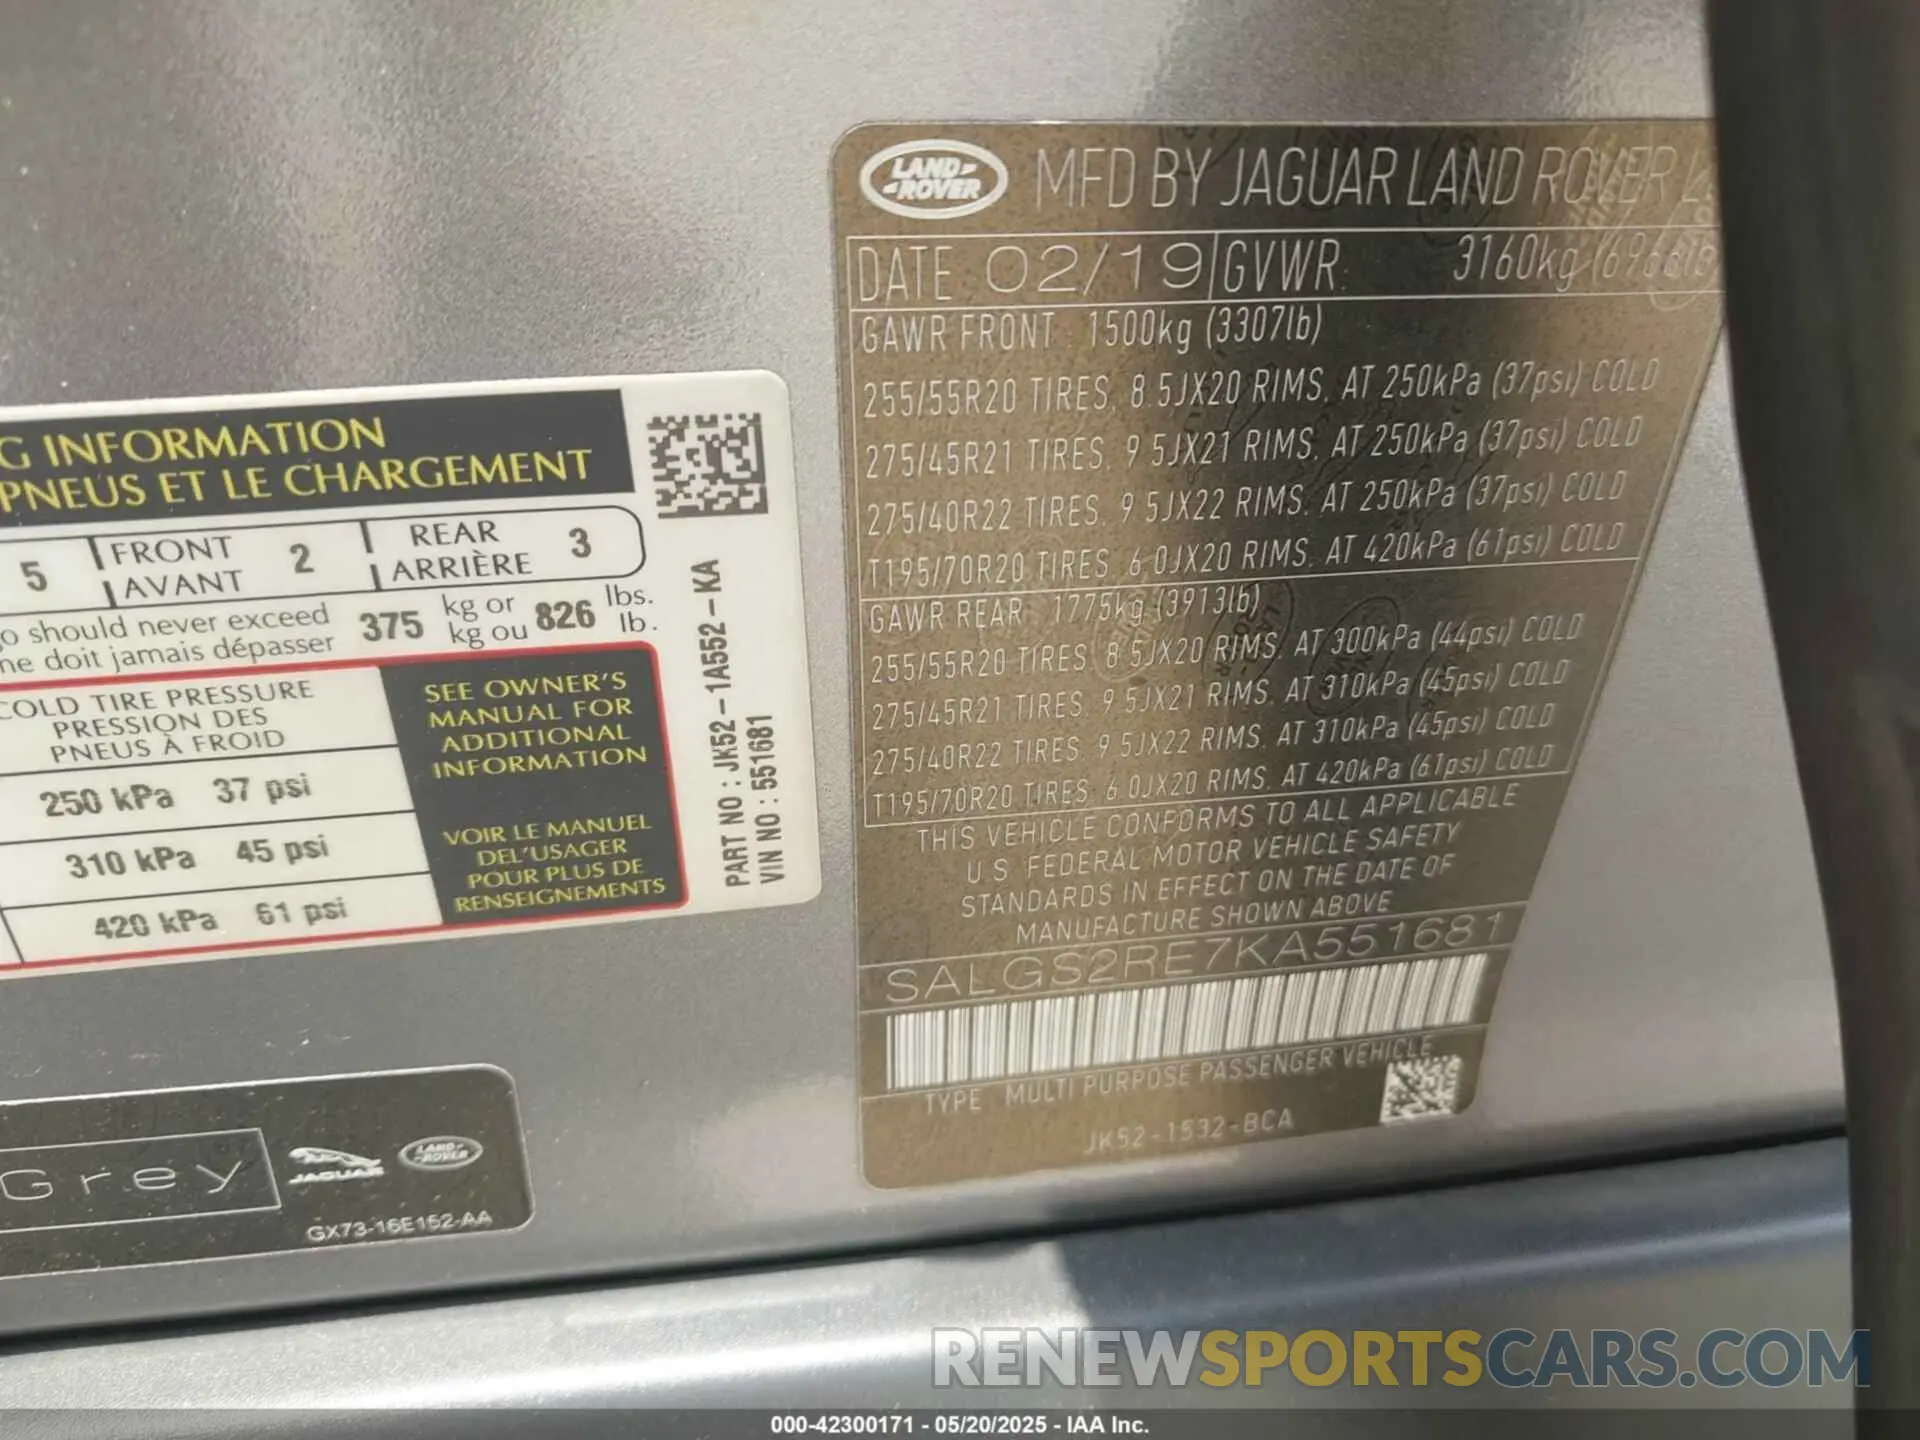 G INFORMATION
PNEUS ET LE CHARGEMENT
5 FRONT AVANT 2 REAR ARRIÈRE 3
o should never exceed 375 kg or 826 lbs.
ne doit jamais dépasser kg ou lb.
COLD TIRE PRESSURE
PRESSION DES
PNEUS À FROID
250 kPa 37 psi
310 kPa 45 psi
420 kPa 61 psi
SEE OWNER'S
MANUAL FOR
ADDITIONAL
INFORMATION
VOIR LE MANUEL
DEL'USAGER
POUR PLUS DE
RENSEIGNEMENTS
PART NO : JK52-1A552-KA
VIN NO : 551681
Grey
JAGUAR
LAND-
-ROVER
GX73-16E152-AA
LAND-
-ROVER
MFD BY JAGUAR LAND ROVER L
DATE 02/19 GVWR: 3160kg (6966lb
GAWR FRONT 1500kg (3307lb)
255/55R20 TIRES, 8.5JX20 RIMS, AT 250kPa (37psi) COLD
275/45R21 TIRES, 9.5JX21 RIMS, AT 250kPa (37psi) COLD
275/40R22 TIRES, 9.5JX22 RIMS, AT 250kPa (37psi) COLD
T195/70R20 TIRES, 6.0JX20 RIMS, AT 420kPa (61psi) COLD
GAWR REAR 1775kg (3913lb)
255/55R20 TIRES, 8.5JX20 RIMS, AT 300kPa (44psi) COLD
275/45R21 TIRES, 9.5JX21 RIMS, AT 310kPa (45psi) COLD
275/40R22 TIRES, 9.5JX22 RIMS, AT 310kPa (45psi) COLD
T195/70R20 TIRES, 6.0JX20 RIMS, AT 420kPa (61psi) COLD
THIS VEHICLE CONFORMS TO ALL APPLICABLE
U.S. FEDERAL MOTOR VEHICLE SAFETY
STANDARDS IN EFFECT ON THE DATE OF
MANUFACTURE SHOWN ABOVE
SALGS2RE7KA551681
TYPE MULTI PURPOSE PASSENGER VEHICLE
JK52-1532-BCA
RENEWSPORTSCARS.COM
000-42300171 - 05/20/2025 - IAA Inc.